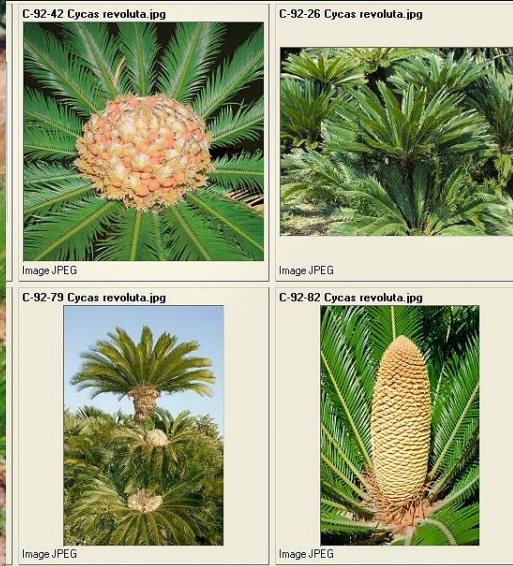 C-92-42 Cycas revoluta.jpg
C-92-26 Cycas revoluta.jpg
Image JPEG
Image JPEG
C-92-79 Cycas revoluta.jpg
C-92-82 Cycas revoluta.jpg
Image JPEG
Image JPEG